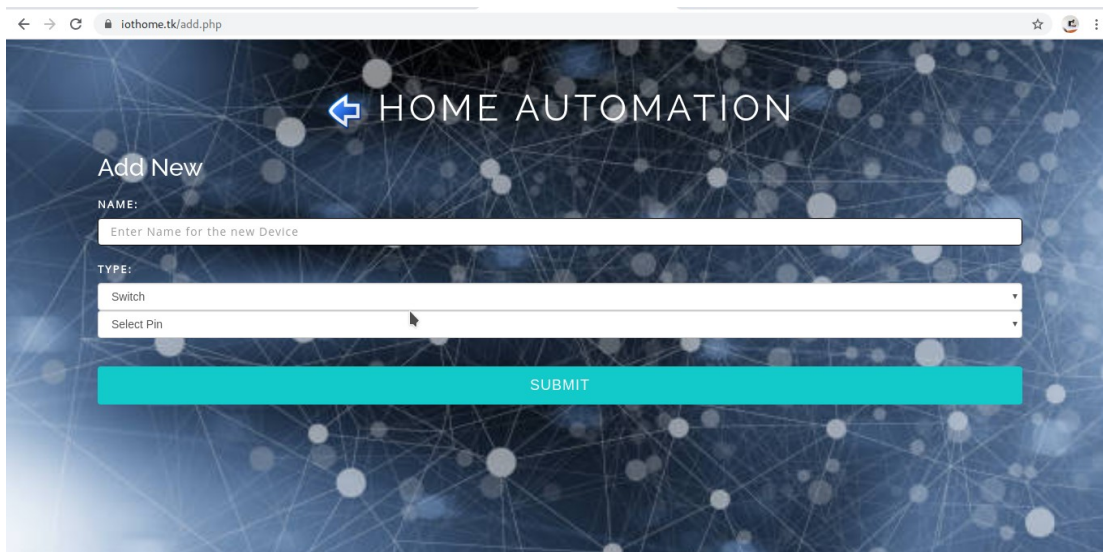 iothome.tk/add.php
HOME AUTOMATION
Add New
NAME:
Enter Name for the new Device
TYPE:
Switch
Select Pin
SUBMIT